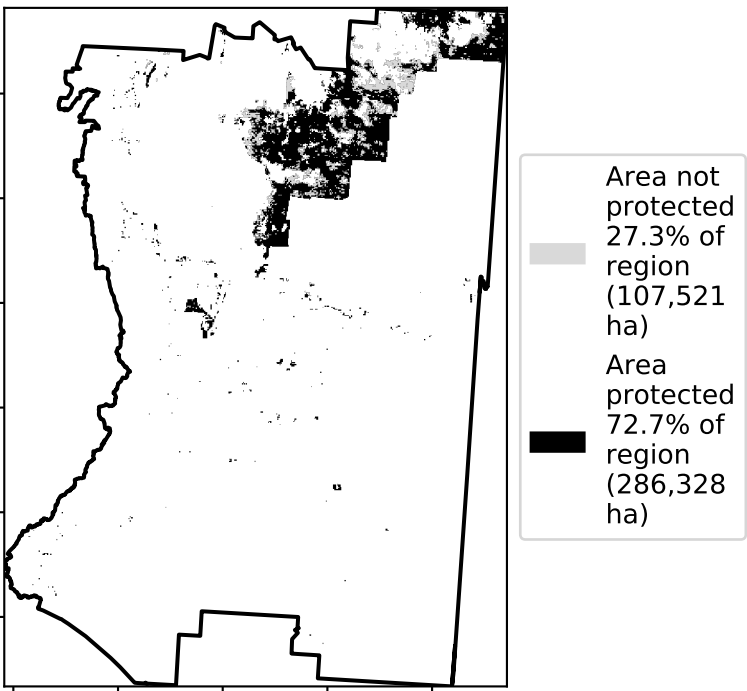 Area not
protected
27.3% of
region
(107,521
ha)
Area
protected
72.7% of
region
(286,328
ha)